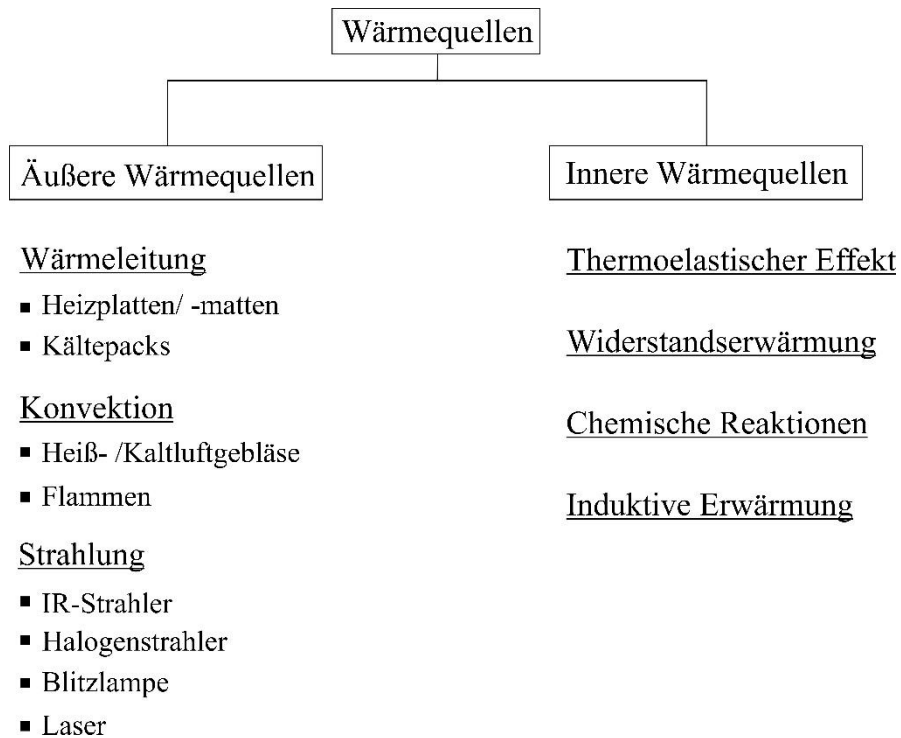 Wärmequellen
Äußere Wärmequellen
Wärmeleitung
▪ Heizplatten/ -matten
▪ Kältepacks
Konvektion
▪ Heiß- /Kaltluftgebläse
▪ Flammen
Strahlung
▪ IR-Strahler
▪ Halogenstrahler
▪ Blitzlampe
▪ Laser
Innere Wärmequellen
Thermoelastischer Effekt
Widerstandserwärmung
Chemische Reaktionen
Induktive Erwärmung